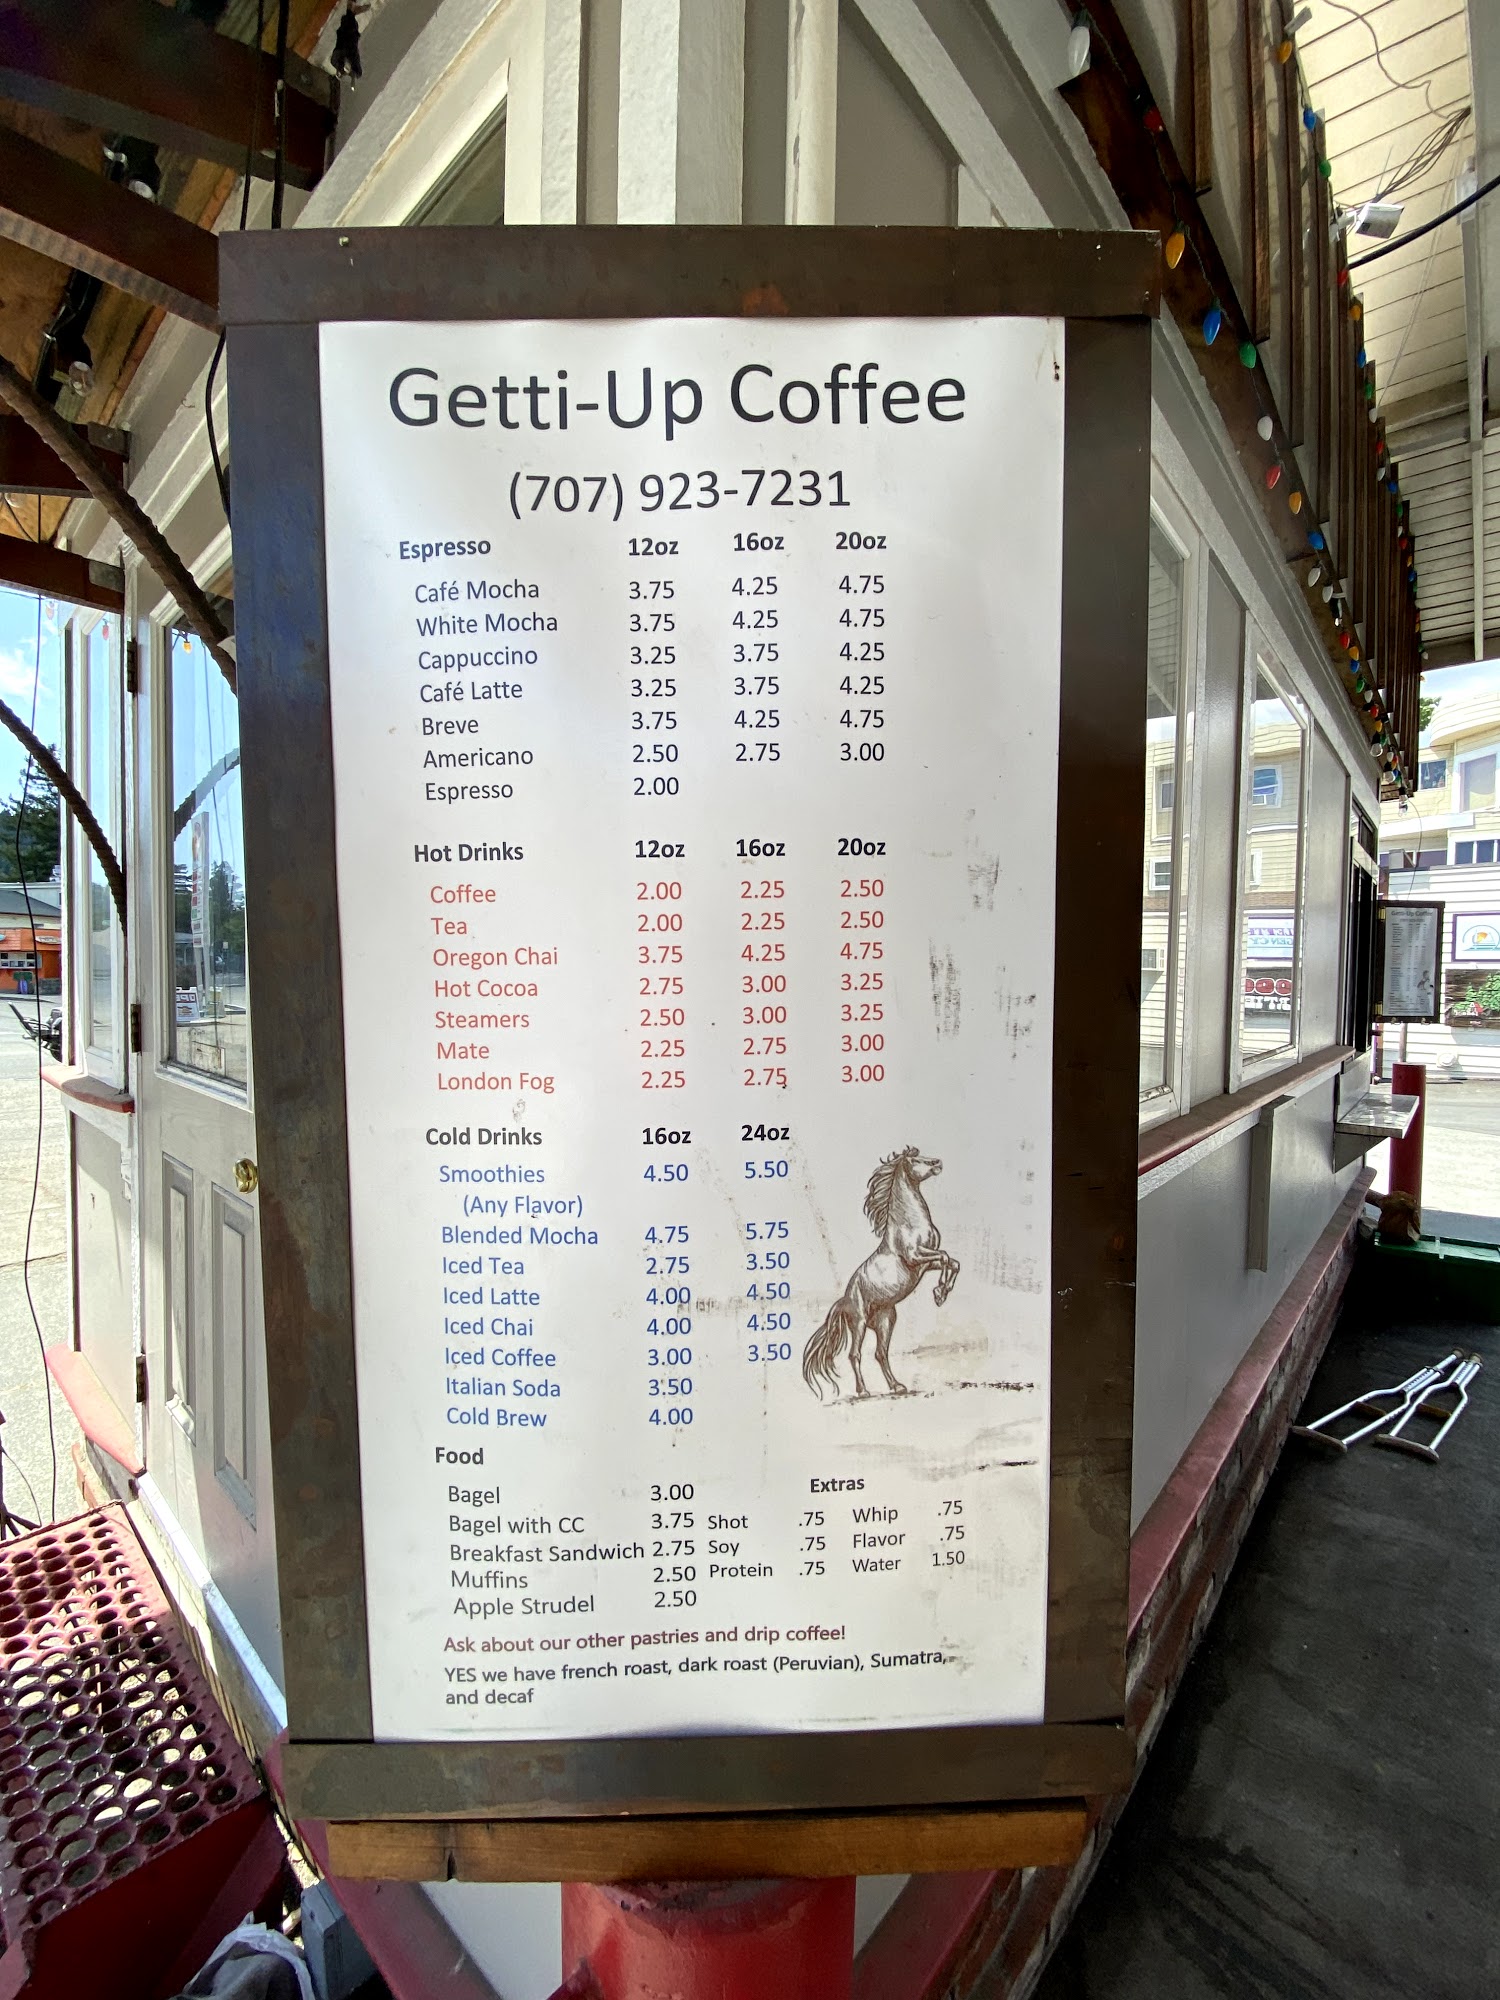 Getti-Up Coffee
(707) 923-7231
Espresso 12oz 16oz 20oz
Café Mocha 3.75 4.25 4.75
White Mocha 3.75 4.25 4.75
Cappuccino 3.25 3.75 4.25
Café Latte 3.25 3.75 4.25
Breve 3.75 4.25 4.75
Americano 2.50 2.75 3.00
Espresso 2.00
Hot Drinks 12oz 16oz 20oz
Coffee 2.00 2.25 2.50
Tea 2.00 2.25 2.50
Oregon Chai 3.75 4.25 4.75
Hot Cocoa 2.75 3.00 3.25
Steamers 2.50 3.00 3.25
Mate 2.25 2.75 3.00
London Fog 2.25 2.75 3.00
Cold Drinks 16oz 24oz
Smoothies 4.50 5.50
(Any Flavor)
Blended Mocha 4.75 5.75
Iced Tea 2.75 3.50
Iced Latte 4.00 4.50
Iced Chai 4.00 4.50
Iced Coffee 3.00 3.50
Italian Soda 3.50
Cold Brew 4.00
Food
Extras
Bagel 3.00
Bagel with CC 3.75 Shot .75 Whip .75
Breakfast Sandwich 2.75 Soy .75 Flavor .75
Muffins 2.50 Protein .75 Water 1.50
Apple Strudel 2.50
Ask about our other pastries and drip coffee!
YES we have french roast, dark roast (Peruvian), Sumatra,
and decaf
Getti-Up Coffee